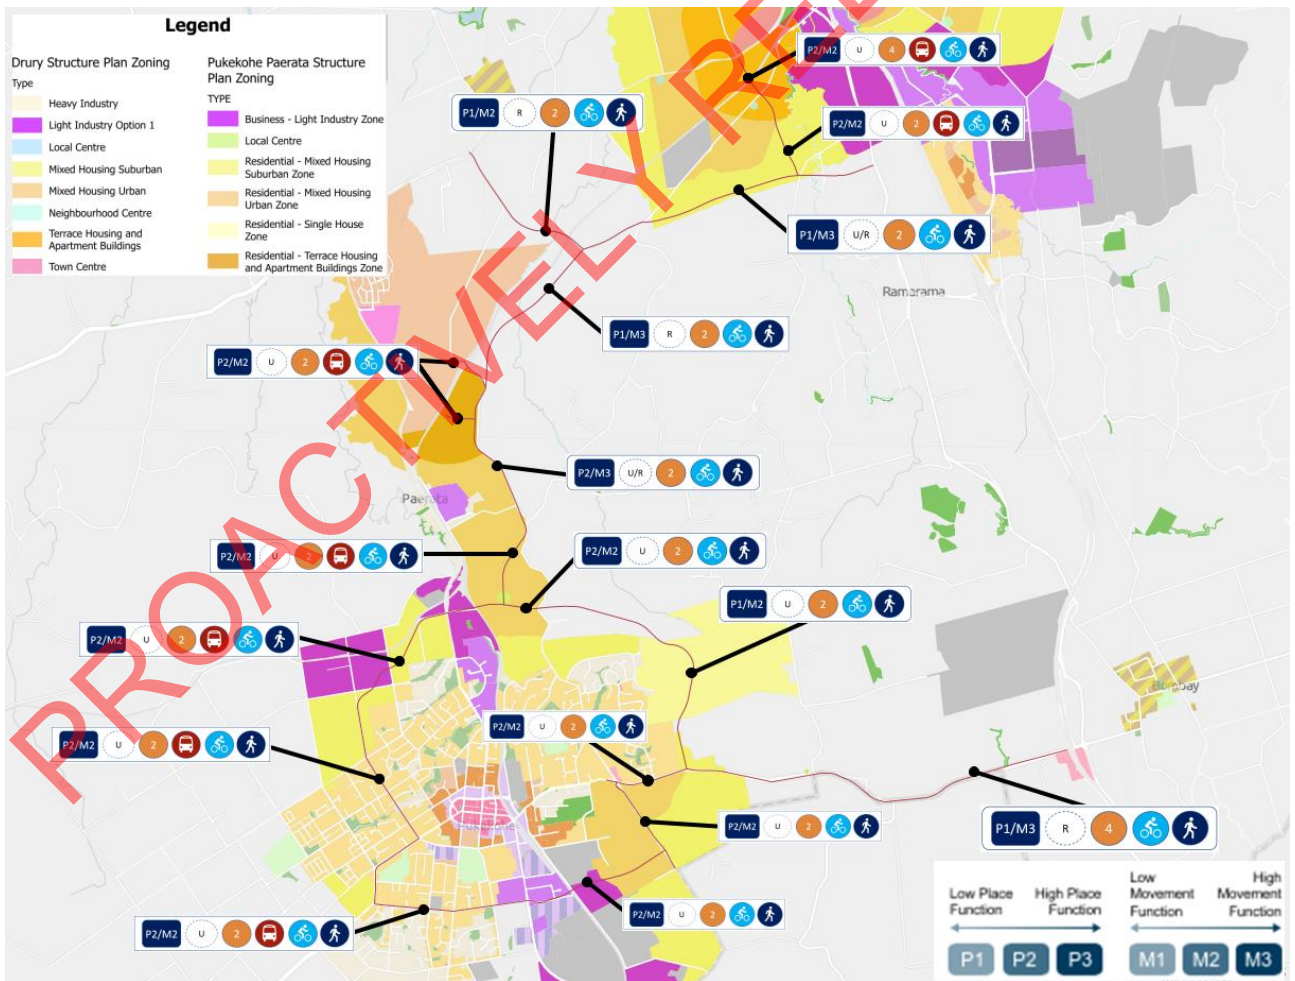 Legend
Drury Structure Plan Zoning
Type
Heavy Industry
Light Industry Option 1
Local Centre
Mixed Housing Suburban
Mixed Housing Urban
Neighbourhood Centre
Terrace Housing and
Apartment Buildings
Town Centre
Pukekohe Paerata Structure
Plan Zoning
TYPE
Business - Light Industry Zone
Local Centre
Residential - Mixed Housing
Suburban Zone
Residential - Mixed Housing
Urban Zone
Residential - Single House
Zone
Residential - Terrace Housing
and Apartment Buildings Zone
P2/M2 U 4
P1/M2 R 2
P2/M2 U 2
P1/M3 U/R 2
Ramarama
P1/M3 R 2
P2/M2 U 2
P2/M3 U/R 2
Paerata
P2/M2 U 2
P2/M2 U 2
P1/M2 U 2
P2/M2 U 2
Bombay
P2/M2 U 2
P2/M2 U 2
P2/M2 U 2
P1/M3 R 4
Pukekohe
P2/M2 U 2
P2/M2 U 2
Low Place
Function
High Place
Function
Low
Movement
Function
High
Movement
Function
P1 P2 P3
M1 M2 M3
PROACTIVELY RE